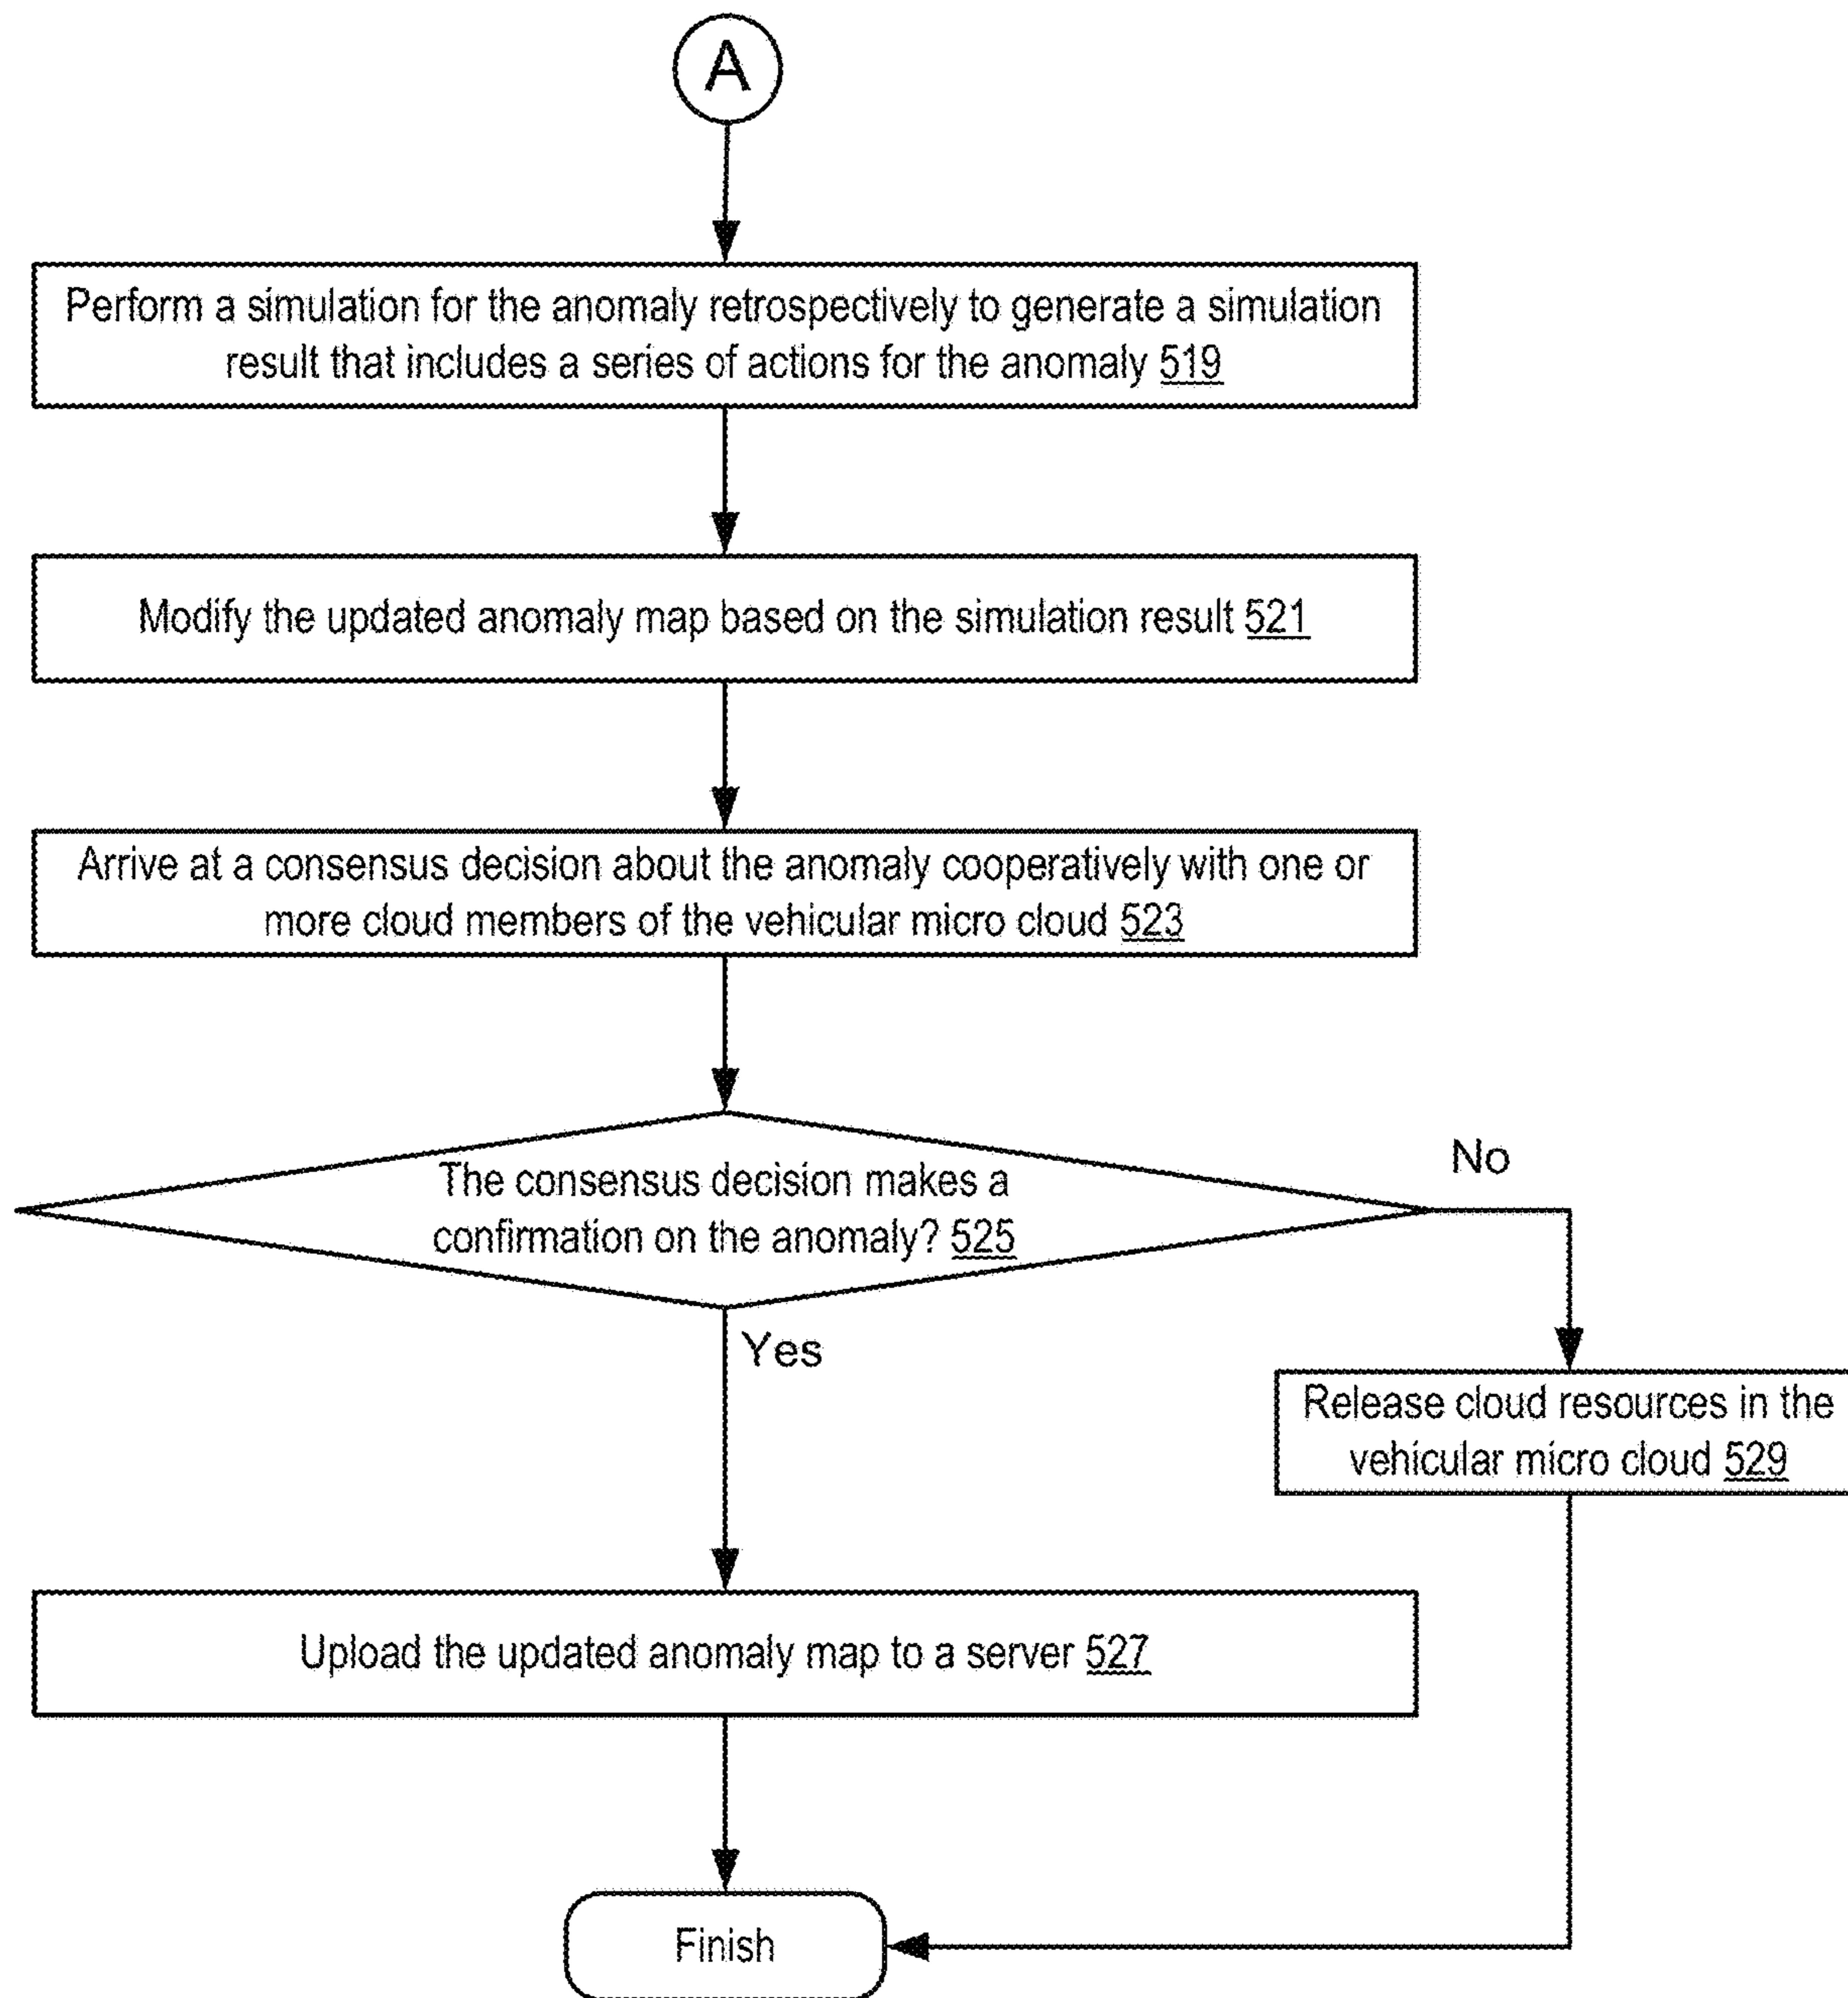 A
Perform a simulation for the anomaly retrospectively to generate a simulation
result that includes a series of actions for the anomaly 519
Modify the updated anomaly map based on the simulation result 521
Arrive at a consensus decision about the anomaly cooperatively with one or
more cloud members of the vehicular micro cloud 523
The consensus decision makes a
confirmation on the anomaly? 525
No
Yes
Release cloud resources in the
vehicular micro cloud 529
Upload the updated anomaly map to a server 527
Finish